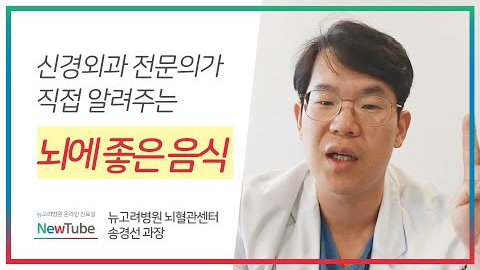 신경외과 전문의가
직접 알려주는
뇌에 좋은 음식
뉴고려병원 온라인 진료실
NewTube
뉴고려병원 뇌혈관센터
송경선 과장